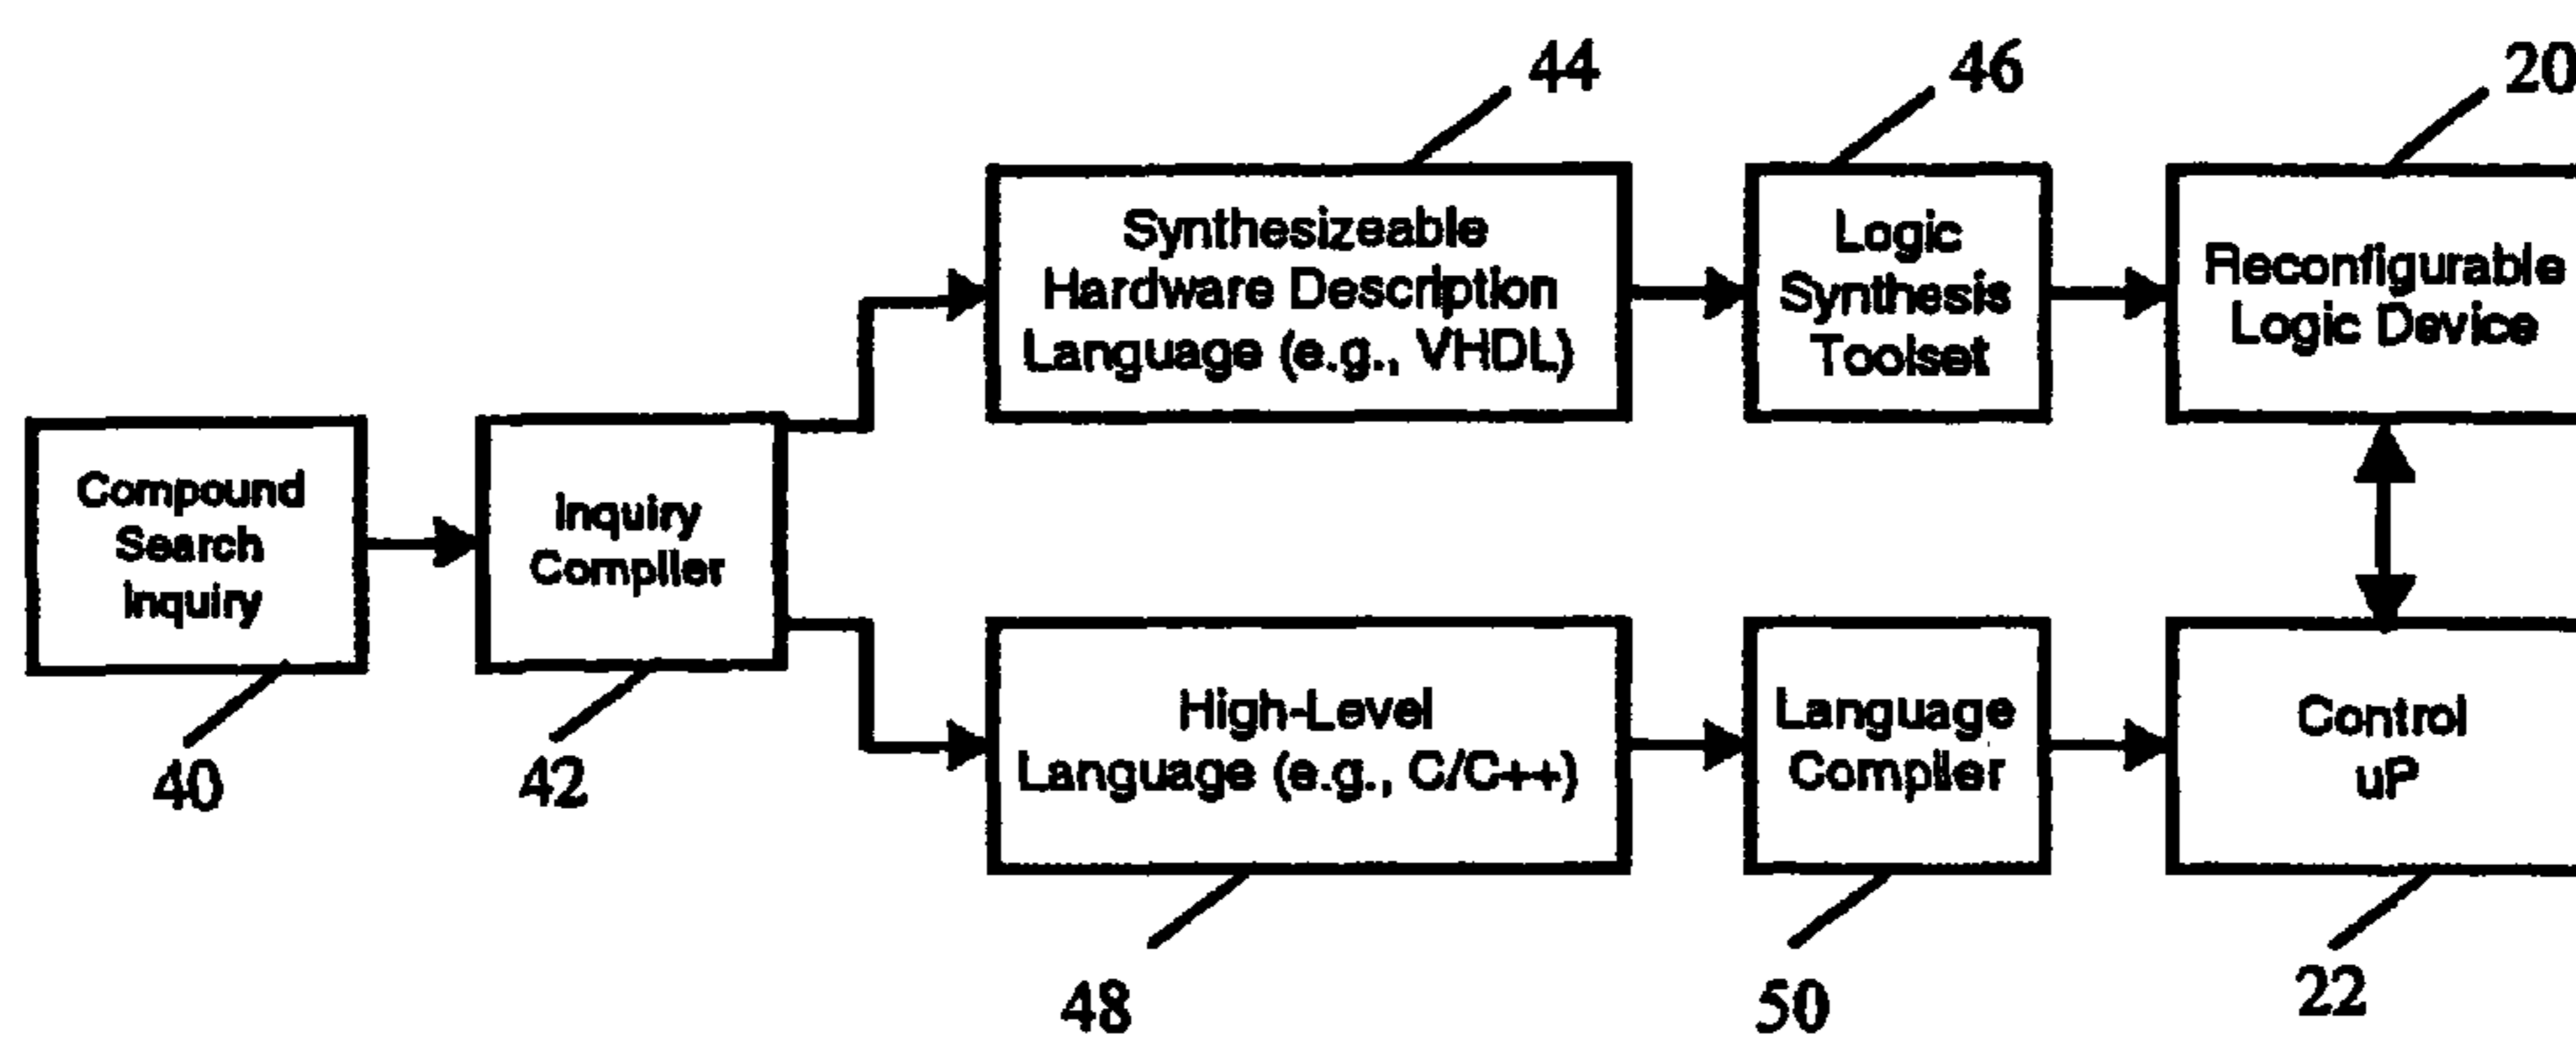 44
46
20
Synthesizeable
Hardware Description
Language (e.g., VHDL)
Logic
Synthesis
Toolset
Reconfigurable
Logic Device
Compound
Search
Inquiry
Inquiry
Compiler
40
42
High-Level
Language (e.g., C/C++)
Language
Compiler
Control
uP
48
50
22